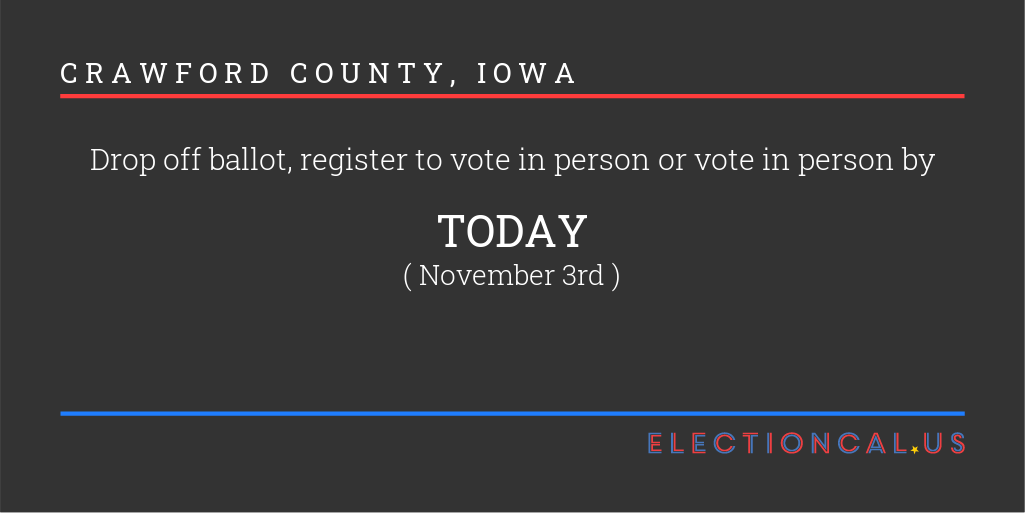 CRAWFORD COUNTY, IOWA
Drop off ballot, register to vote in person or vote in person by
TODAY
( November 3rd )
ELECTIONCAL.US